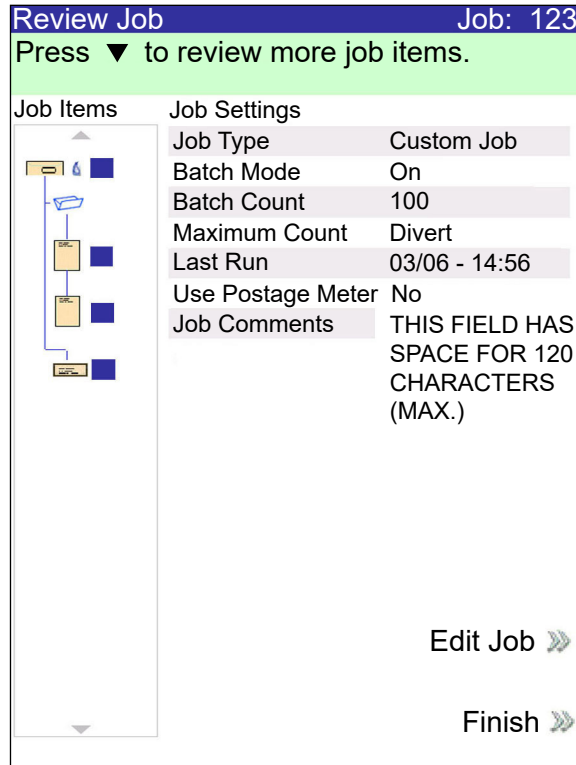 Review Job Job: 123
Press ▼ to review more job items.
Job Items Job Settings
Job Type Custom Job
Batch Mode On
Batch Count 100
Maximum Count Divert
Last Run 03/06 - 14:56
Use Postage Meter No
Job Comments THIS FIELD HAS
SPACE FOR 120
CHARACTERS
(MAX.)
Edit Job
Finish